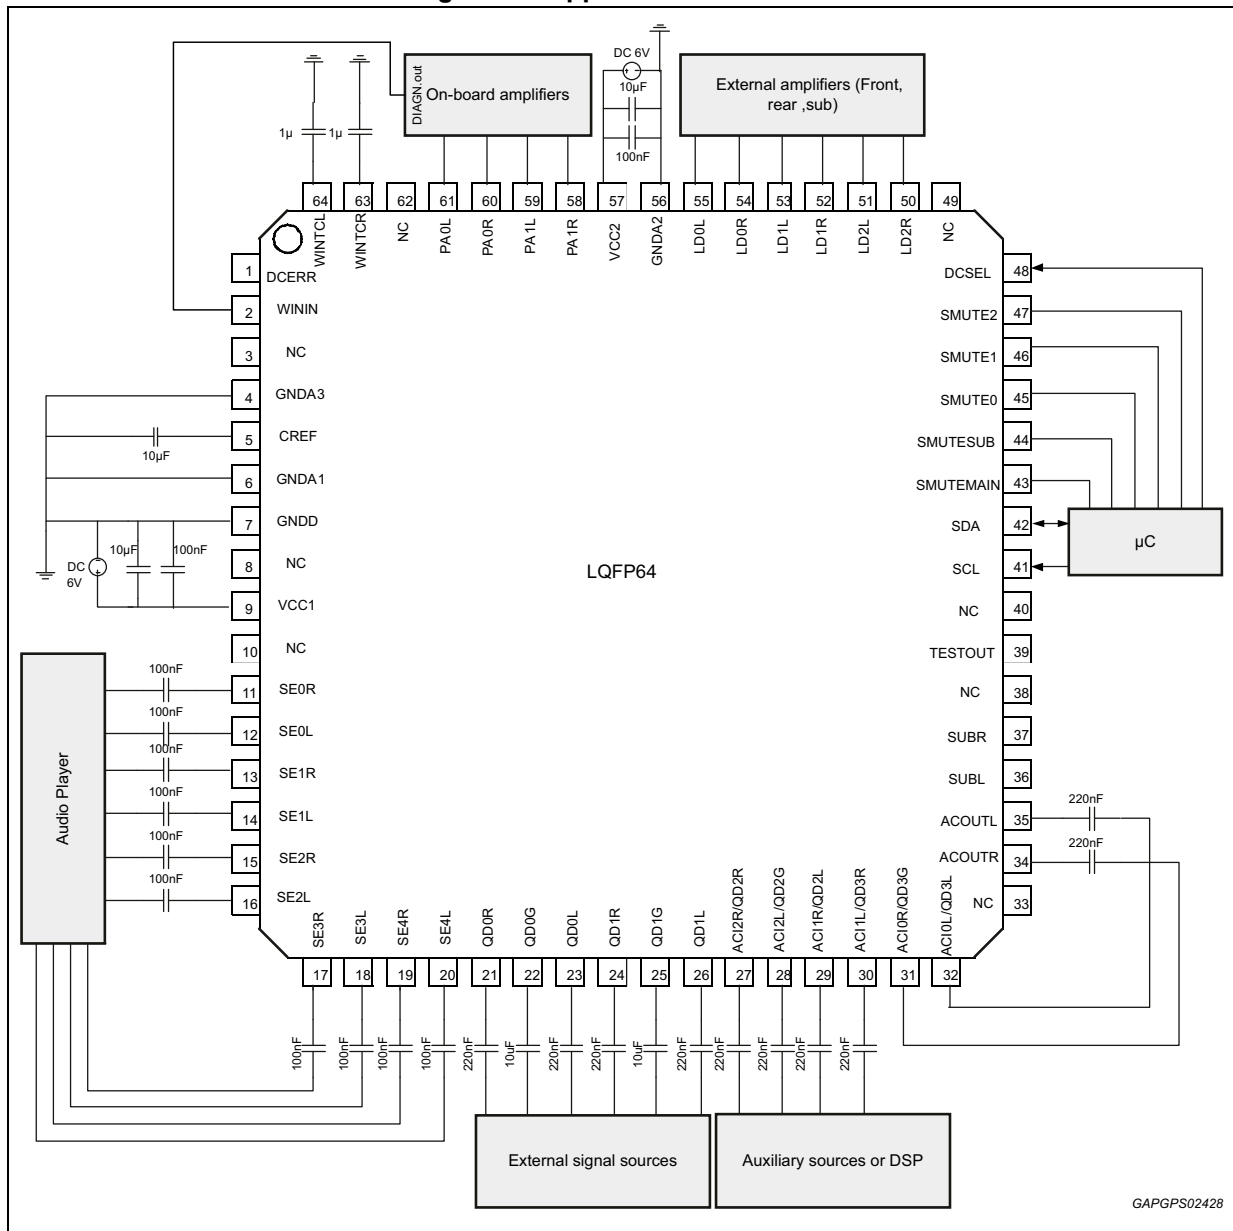 DC 6V
10µF
100nF
DIAGN.out
On-board amplifiers
External amplifiers (Front,
rear ,sub)
1µ
1µ
64
63
62
61
60
59
58
57
56
55
54
53
52
51
50
49
WINTCL
WINTCR
NC
PA0L
PA0R
PA1L
PA1R
VCC2
GNDA2
LD0L
LD0R
LD1L
LD1R
LD2L
LD2R
NC
1
DCERR
2
WININ
3
NC
4
GNDA3
5
CREF
10µF
6
GNDA1
7
GNDD
DC
6V
10µF
100nF
8
NC
9
VCC1
10
NC
Audio Player
100nF
11
SE0R
100nF
12
SE0L
100nF
13
SE1R
100nF
14
SE1L
100nF
15
SE2R
100nF
16
SE2L
LQFP64
DCSEL
48
SMUTE2
47
SMUTE1
46
SMUTE0
45
SMUTESUB
44
SMUTEMAIN
43
SDA
42
SCL
41
µC
NC
40
TESTOUT
39
NC
38
SUBR
37
SUBL
36
ACOUTL
35
220nF
ACOUTR
34
220nF
NC
33
SE3R
SE3L
SE4R
SE4L
QD0R
QD0G
QD0L
QD1R
QD1G
QD1L
ACI2R/QD2R
ACI2L/QD2G
ACI1R/QD2L
ACI1L/QD3R
ACI0R/QD3G
ACI0L/QD3L
17
18
19
20
21
22
23
24
25
26
27
28
29
30
31
32
100nF
100nF
100nF
100nF
220nF
10uF
220nF
220nF
10uF
220nF
220nF
220nF
220nF
220nF
External signal sources
Auxiliary sources or DSP
GAPGPS02428